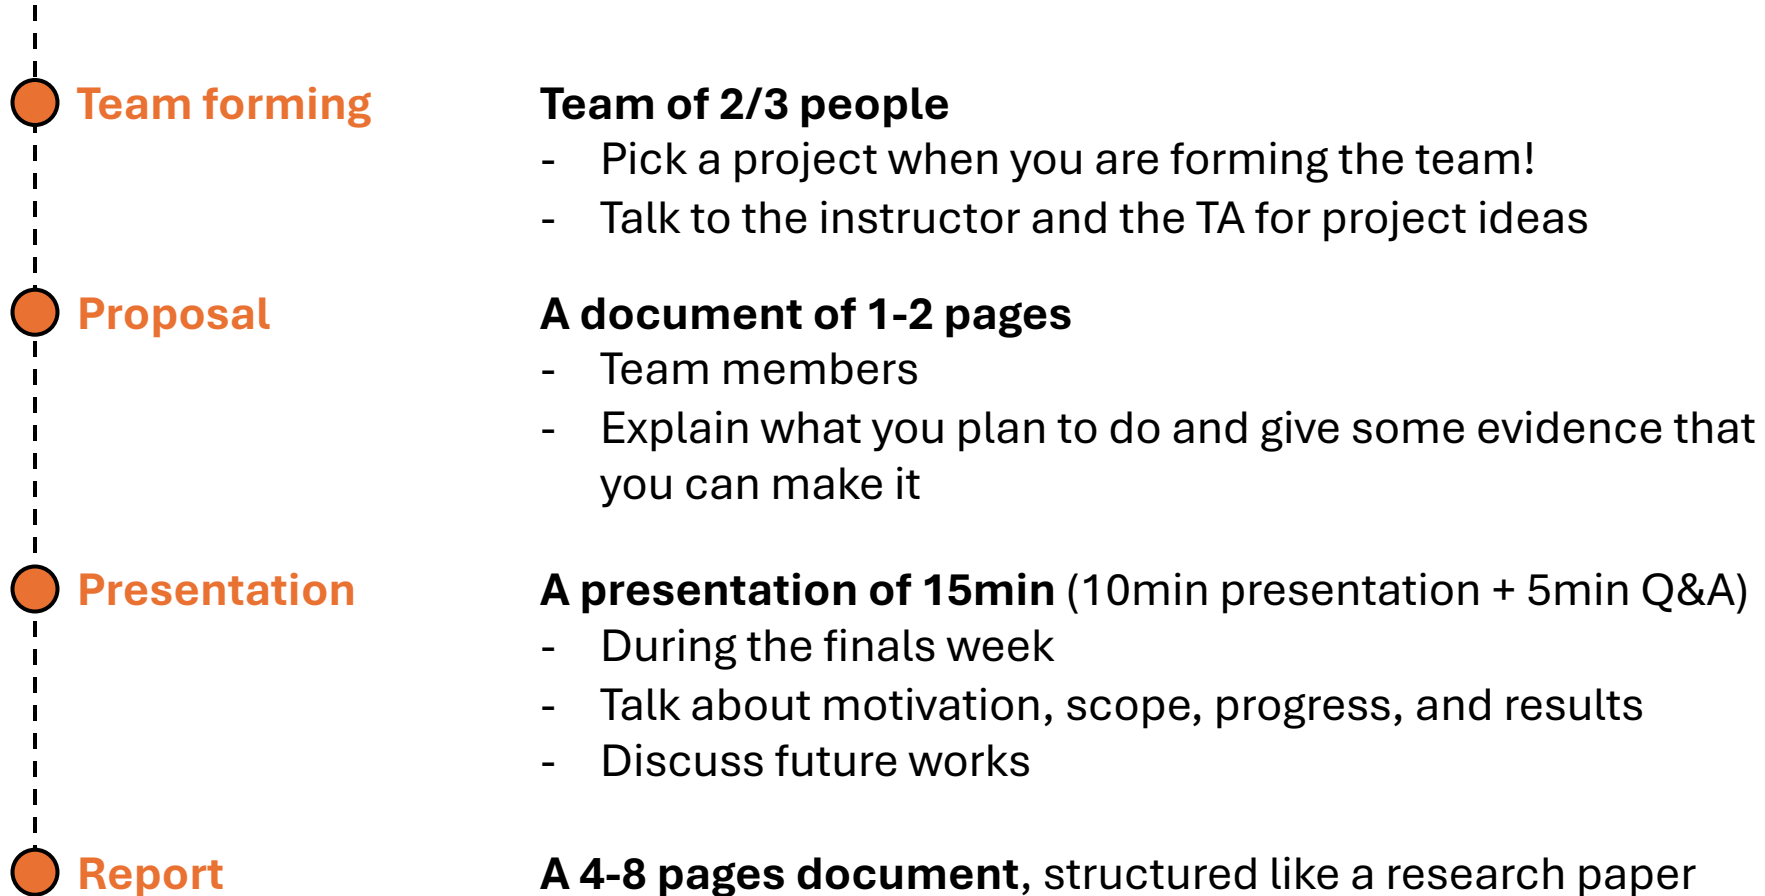 Team forming
Team of 2/3 people
- Pick a project when you are forming the team!
- Talk to the instructor and the TA for project ideas
Proposal
A document of 1-2 pages
- Team members
- Explain what you plan to do and give some evidence that
you can make it
Presentation
A presentation of 15min (10min presentation + 5min Q&A)
- During the finals week
- Talk about motivation, scope, progress, and results
- Discuss future works
Report
A 4-8 pages document, structured like a research paper